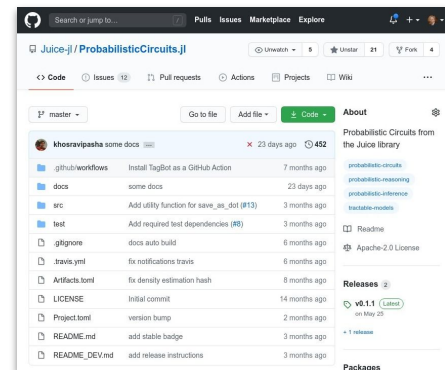 Search or jump to... /
Pulls Issues Marketplace Explore
Juice-jl / ProbabilisticCircuits.jl
Unwatch 5 Unstar 21 Fork 4
Code Issues 12 Pull requests Actions Projects Wiki ...
master Go to file Add file Code
khosravipasha some docs ... 23 days ago 452
.github/workflows Install TagBot as a GitHub Action 7 months ago
docs some docs 23 days ago
src Add utility function for save_as_dot (#13) 3 months ago
test Add required test dependencies (#8) 3 months ago
.gitignore docs auto build 6 months ago
.travis.yml fix notifications travis 6 months ago
Artifacts.toml fix density estimation hash 8 months ago
LICENSE Initial commit 14 months ago
Project.toml version bump 2 months ago
README.md add stable badge 3 months ago
README_DEV.md add release instructions 3 months ago
About
Probabilistic Circuits from
the Juice library
probabilistic-circuits
probabilistic-reasoning
probabilistic-inference
tractable-models
Readme
Apache-2.0 License
Releases 2
v0.1.1 Latest
on May 25
+ 1 release
Packages